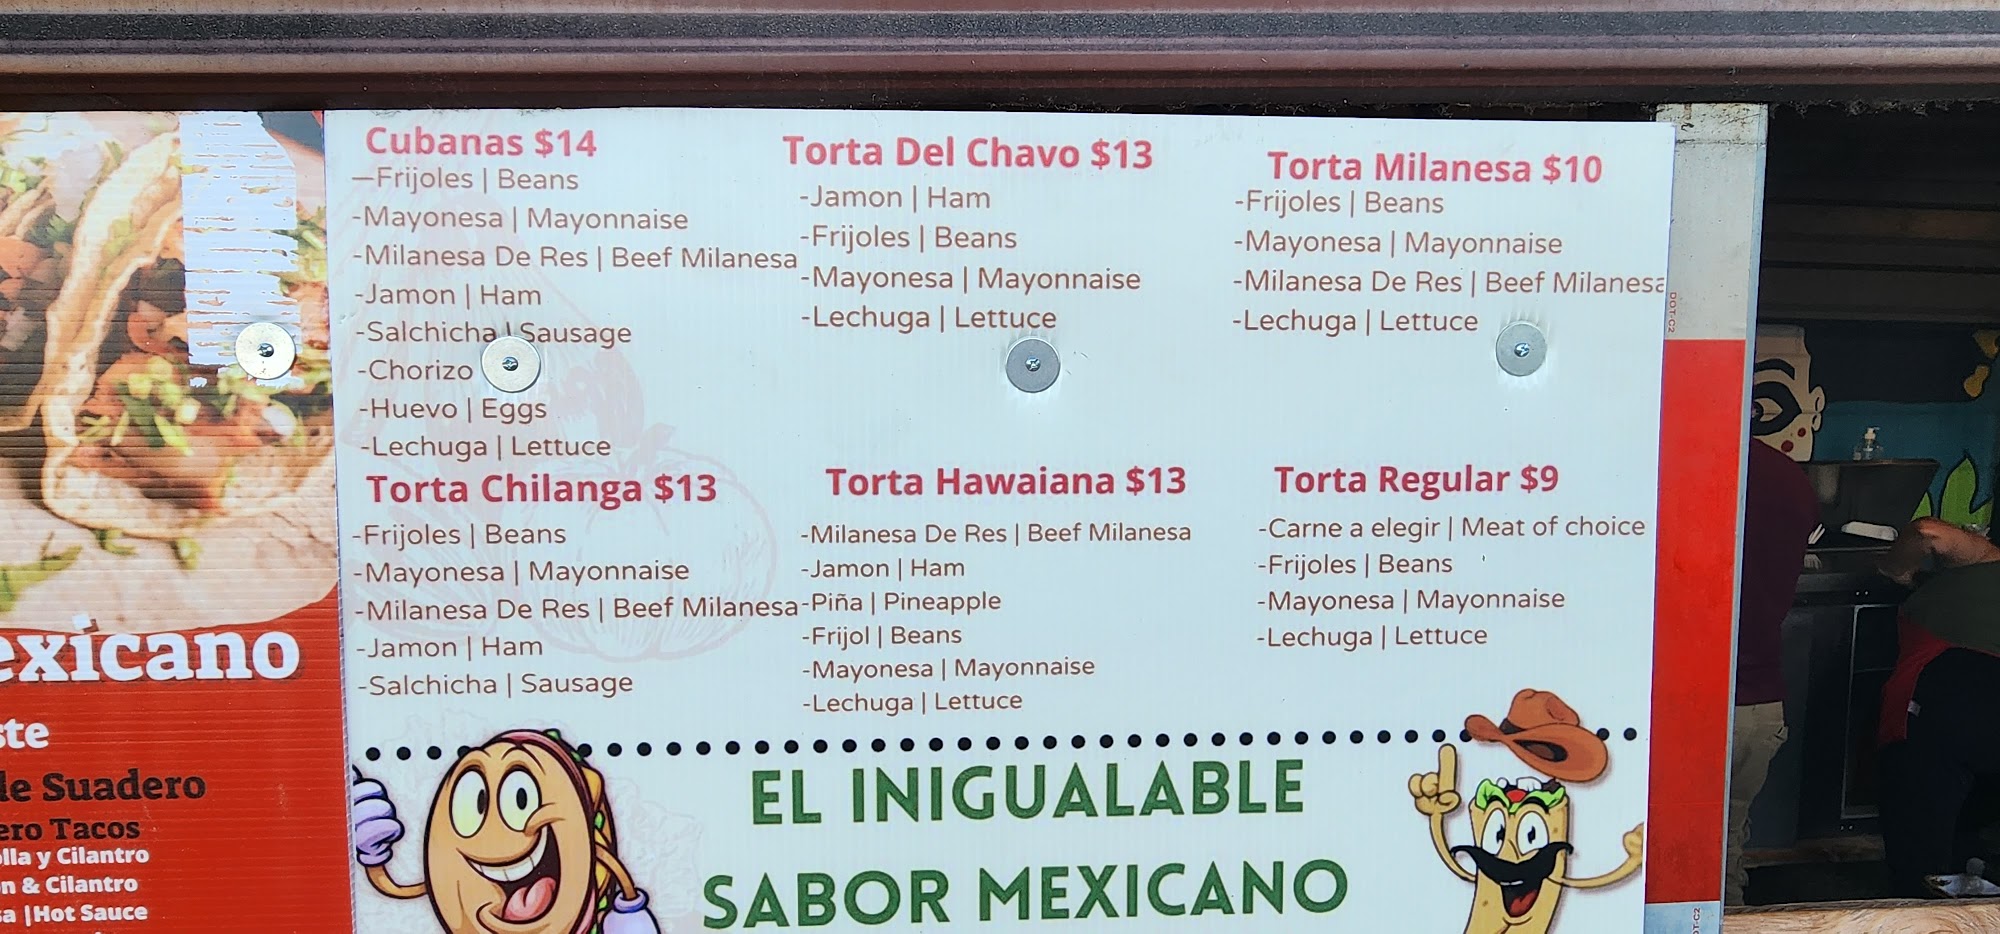 Cubanas $14
—Frijoles | Beans
-Mayonesa | Mayonnaise
-Milanesa De Res | Beef Milanesa
-Jamon | Ham
-Salchicha | Sausage
-Chorizo
-Huevo | Eggs
-Lechuga | Lettuce
Torta Del Chavo $13
-Jamon | Ham
-Frijoles | Beans
-Mayonesa | Mayonnaise
-Lechuga | Lettuce
Torta Milanesa $10
-Frijoles | Beans
-Mayonesa | Mayonnaise
-Milanesa De Res | Beef Milanesa
-Lechuga | Lettuce
Torta Chilanga $13
-Frijoles | Beans
-Mayonesa | Mayonnaise
-Milanesa De Res | Beef Milanesa
-Jamon | Ham
-Salchicha | Sausage
Torta Hawaiana $13
-Milanesa De Res | Beef Milanesa
-Jamon | Ham
-Piña | Pineapple
-Frijol | Beans
-Mayonesa | Mayonnaise
-Lechuga | Lettuce
Torta Regular $9
-Carne a elegir | Meat of choice
-Frijoles | Beans
-Mayonesa | Mayonnaise
-Lechuga | Lettuce
EL INIGUALABLE
SABOR MEXICANO
exicano
ste
de Suadero
ero Tacos
olla y Cilantro
n & Cilantro
sa |Hot Sauce
DOT-C2